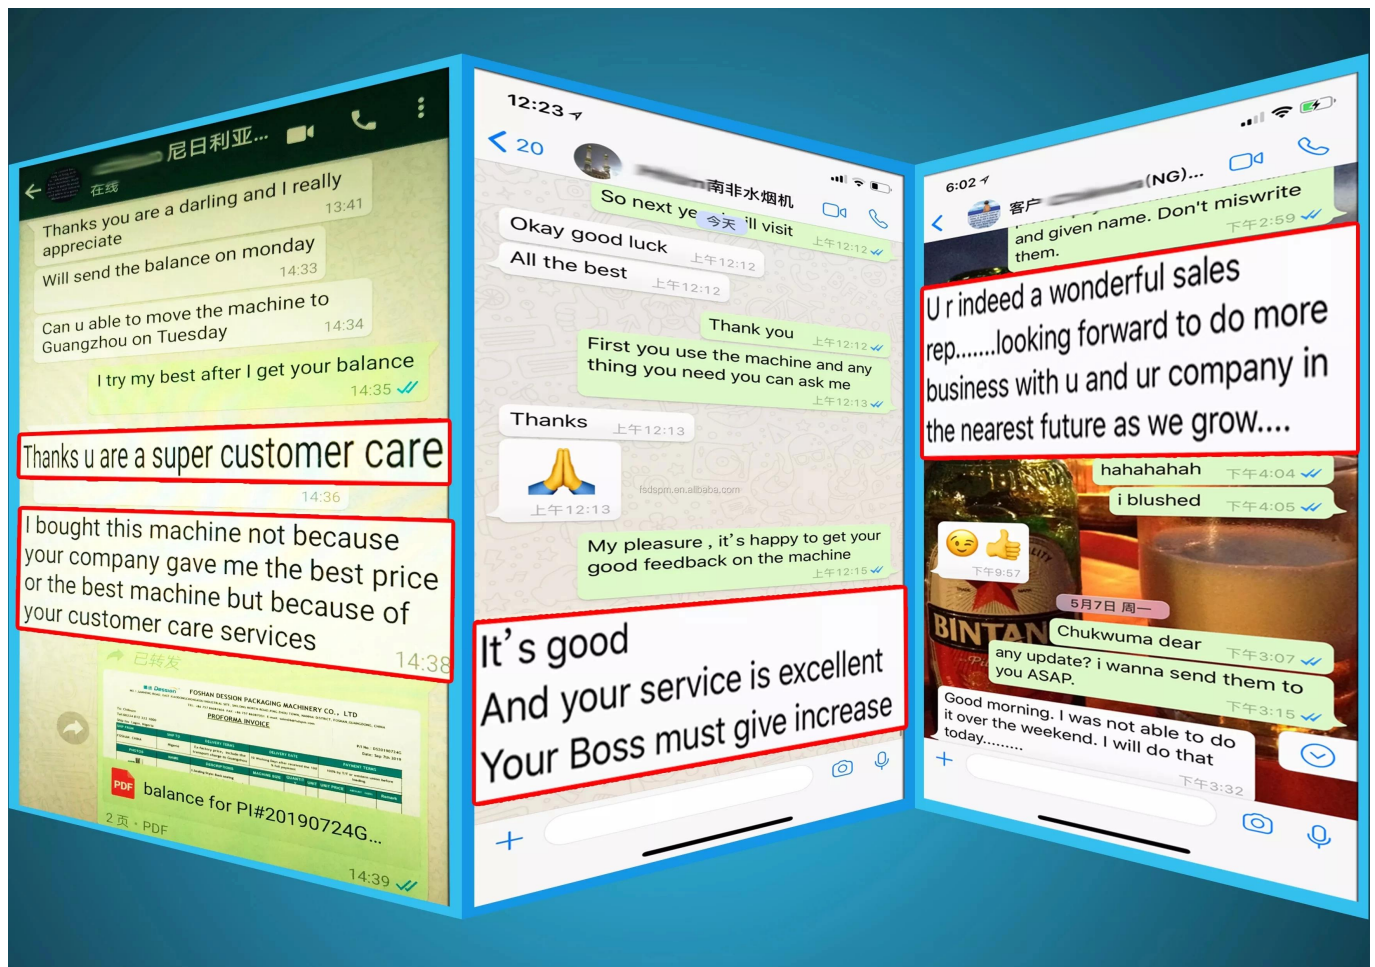 尼日利亚...
在线
Thanks you are a darling and I really
appreciate
13:41
Will send the balance on monday
14:33
Can u able to move the machine to
Guangzhou on Tuesday
14:34
I try my best after I get your balance
14:35
Thanks u are a super customer care
14:36
I bought this machine not because
your company gave me the best price
or the best machine but because of
your customer care services
14:38
已转发
Dession
FOSHAN DESSION PACKAGING MACHINERY CO., LTD
PROFORMA INVOICE
PDF
balance for PI#20190724G...
2 页 · PDF
14:39
12:23
20
南非水烟机
So next ye
ill visit
上午12:12
今天
Okay good luck
上午12:12
All the best
上午12:12
Thank you
上午12:12
First you use the machine and any
thing you need you can ask me
上午12:13
Thanks
上午12:13
上午12:13
fsdspm.en.alibaba.com
My pleasure , it's happy to get your
good feedback on the machine
上午12:15
It's good
And your service is excellent
Your Boss must give increase
6:02
客户
(NG)...
and given name. Don't miswrite
them.
下午2:59
U r indeed a wonderful sales
rep.......looking forward to do more
business with u and ur company in
the nearest future as we grow....
hahahahah
下午4:04
i blushed
下午4:05
下午9:57
BINTAN
5月7日 周一
Chukwuma dear
下午3:07
any update? i wanna send them to
you ASAP.
下午3:15
Good morning. I was not able to do
it over the weekend. I will do that
today.........
下午3:32